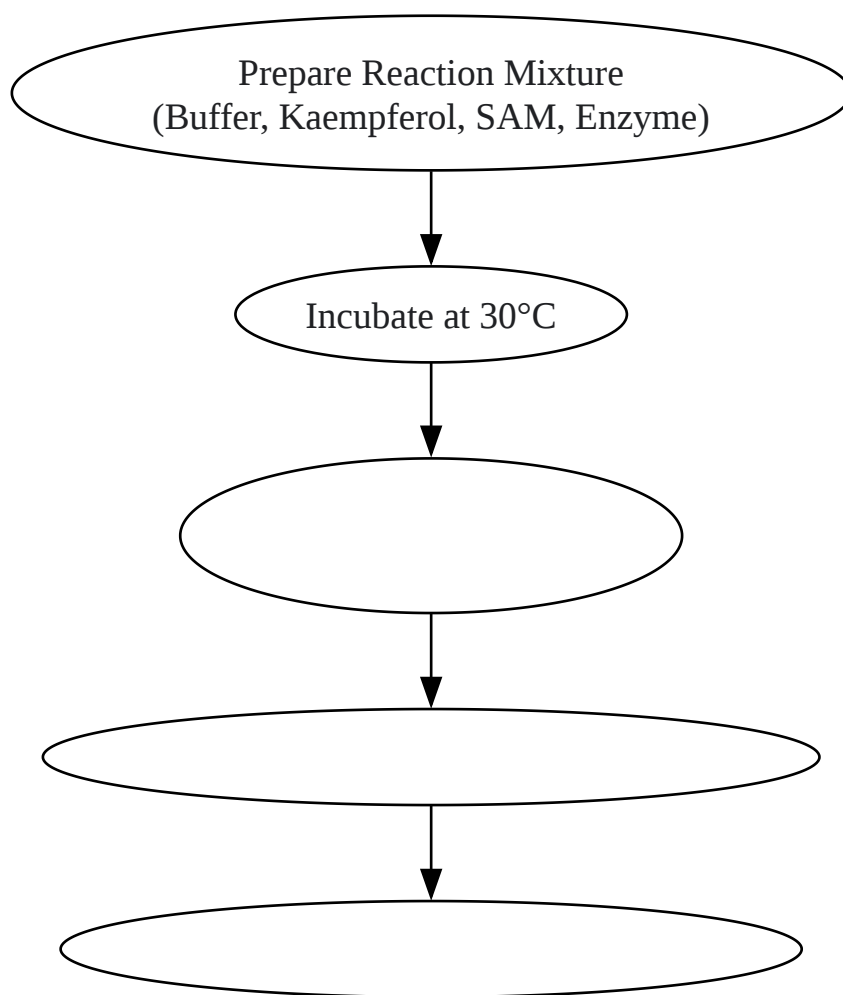 Prepare Reaction Mixture
(Buffer, Kaempferol, SAM, Enzyme)
Incubate at 30°C